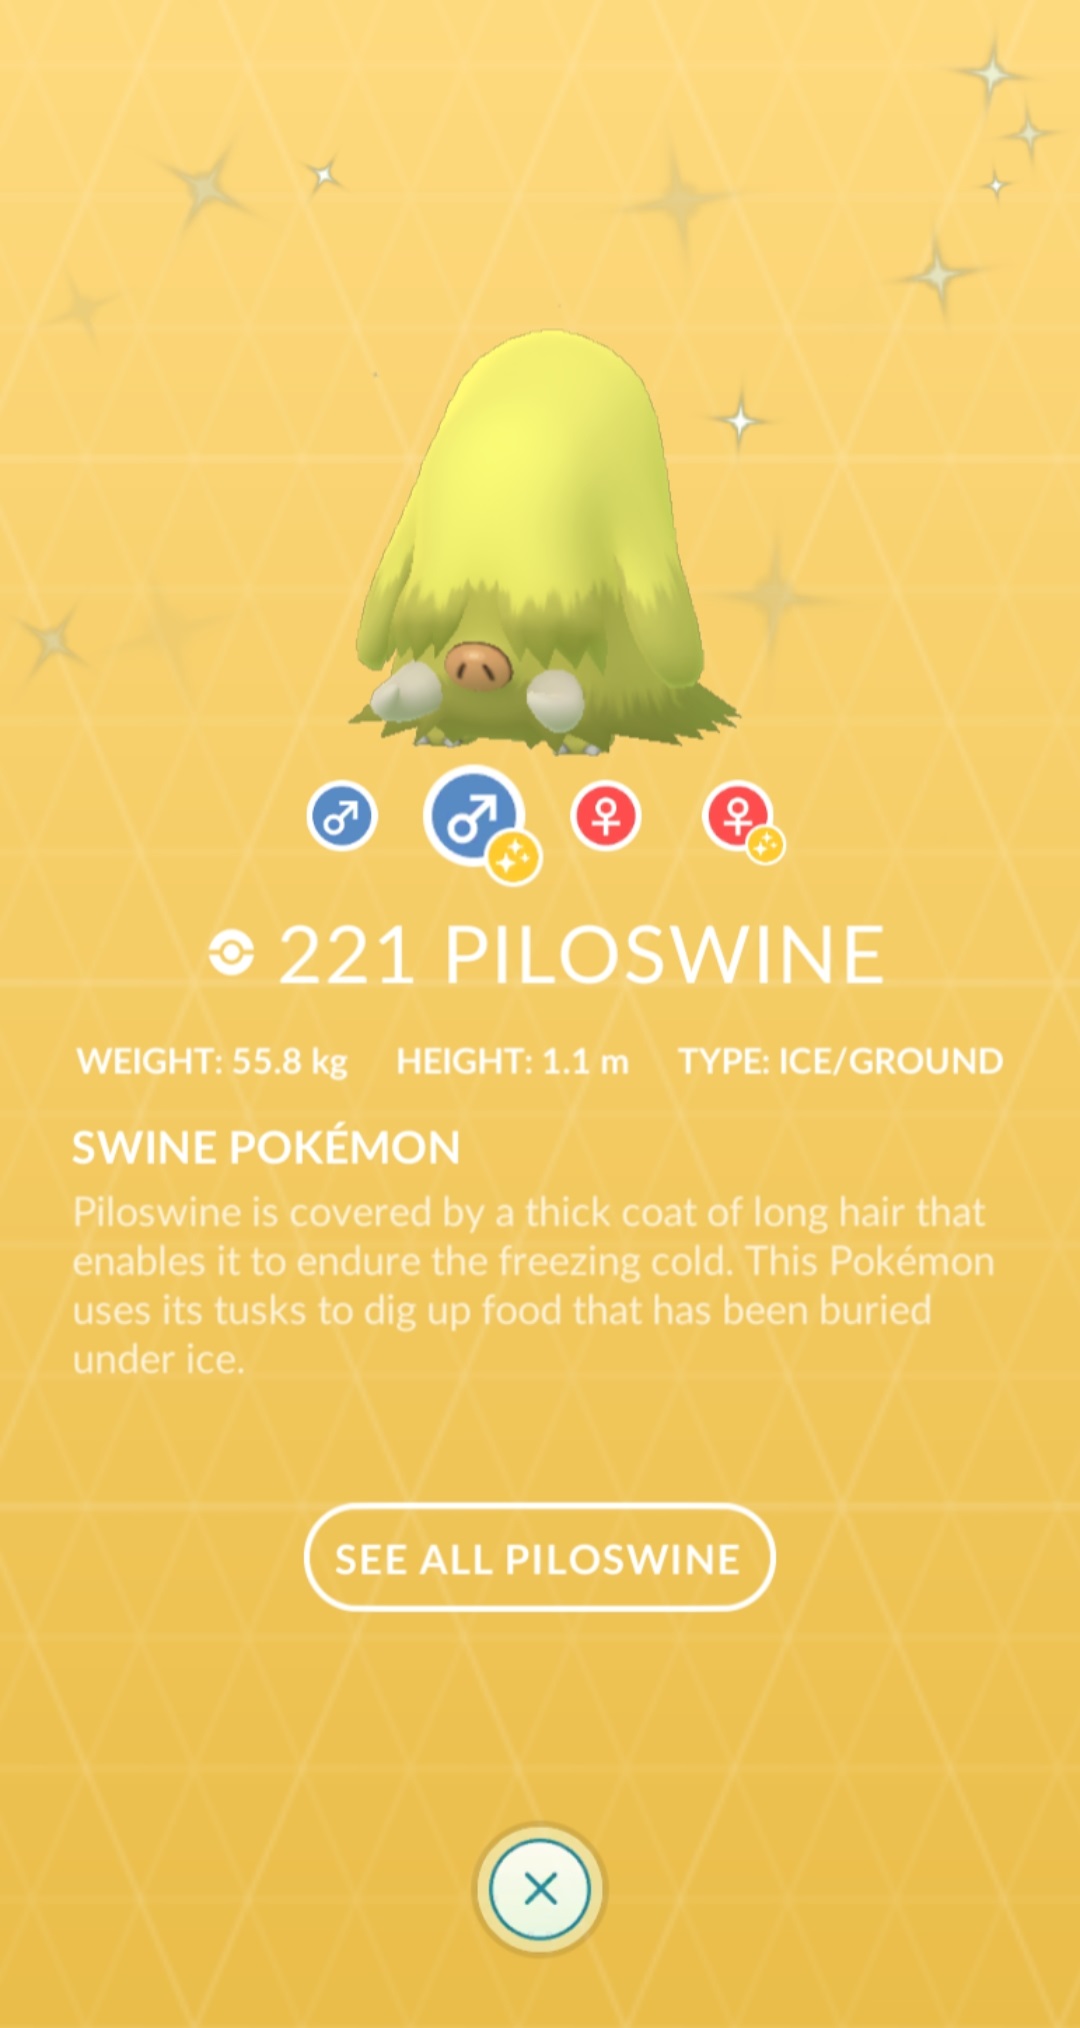 221 PILOSWINE
WEIGHT: 55.8 kg HEIGHT: 1.1 m TYPE: ICE/GROUND
SWINE POKÉMON
Piloswine is covered by a thick coat of long hair that
enables it to endure the freezing cold. This Pokémon
uses its tusks to dig up food that has been buried
under ice.
SEE ALL PILOSWINE